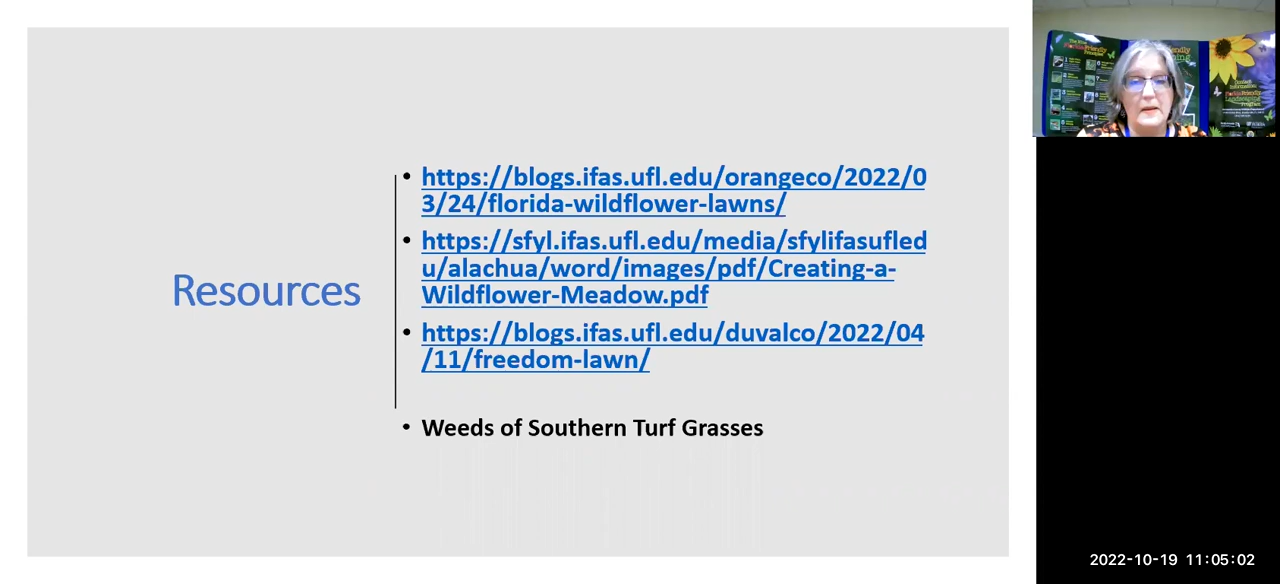 Resources
https://blogs.ifas.ufl.edu/orangeco/2022/0
3/24/florida-wildflower-lawns/
https://sfyl.ifas.ufl.edu/media/sfylifasufled
u/alachua/word/images/pdf/Creating-a-
Wildflower-Meadow.pdf
https://blogs.ifas.ufl.edu/duvalco/2022/04
/11/freedom-lawn/
Weeds of Southern Turf Grasses
2022-10-19 11:05:02